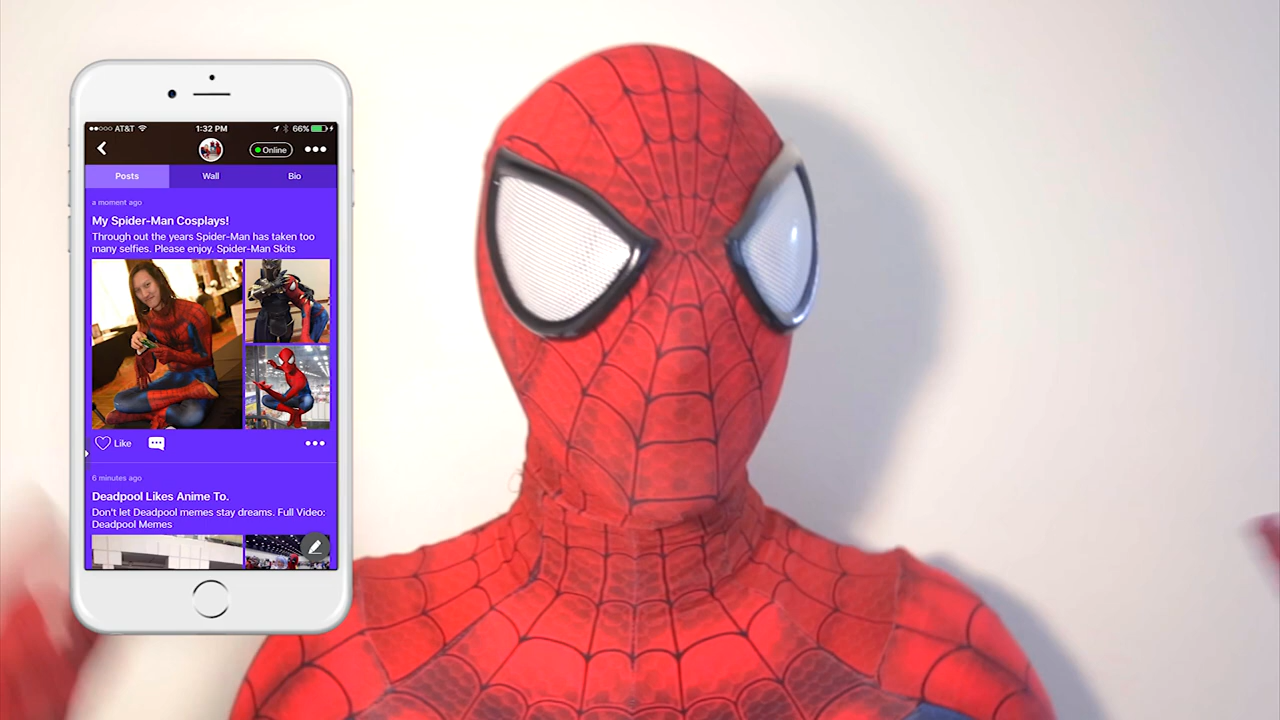 AT&T 1:32 PM 66%
Online
Posts Wall Bio
a moment ago
My Spider-Man Cosplays!
Through out the years Spider-Man has taken too
many selfies. Please enjoy. Spider-Man Skits
Like
6 minutes ago
Deadpool Likes Anime To.
Don't let Deadpool memes stay dreams. Full Video:
Deadpool Memes